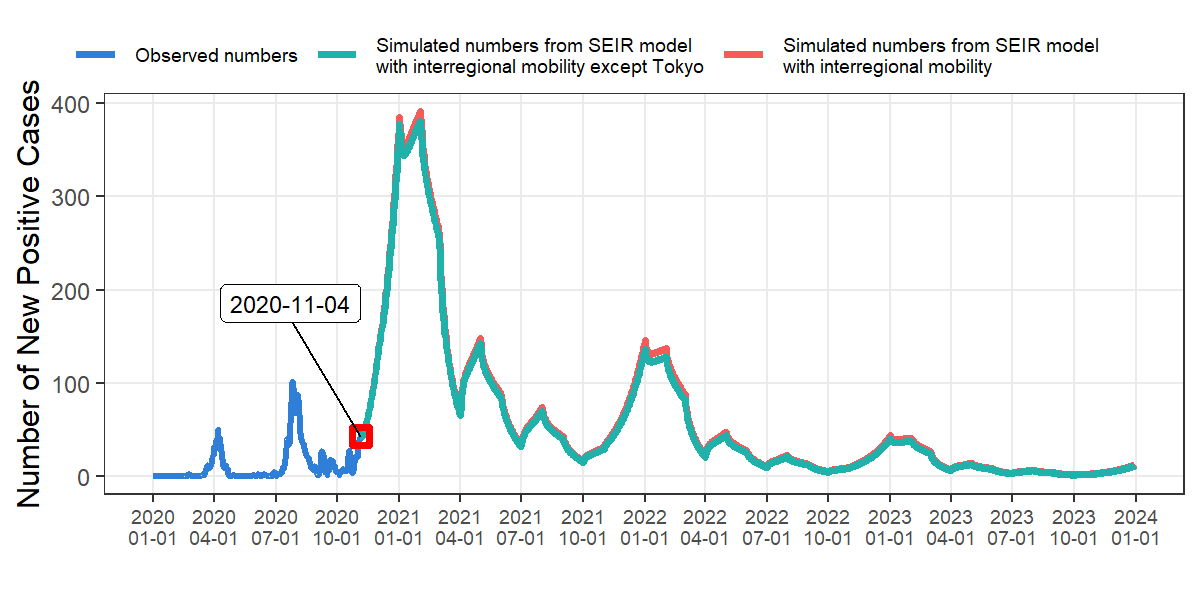 Observed numbers
Simulated numbers from SEIR model
with interregional mobility except Tokyo
Simulated numbers from SEIR model
with interregional mobility
Number of New Positive Cases
400
300
200
100
0
2020-11-04
2020 2020 2020 2020 2021 2021 2021 2021 2022 2022 2022 2022 2023 2023 2023 2023 2024
01-01 04-01 07-01 10-01 01-01 04-01 07-01 10-01 01-01 04-01 07-01 10-01 01-01 04-01 07-01 10-01 01-01